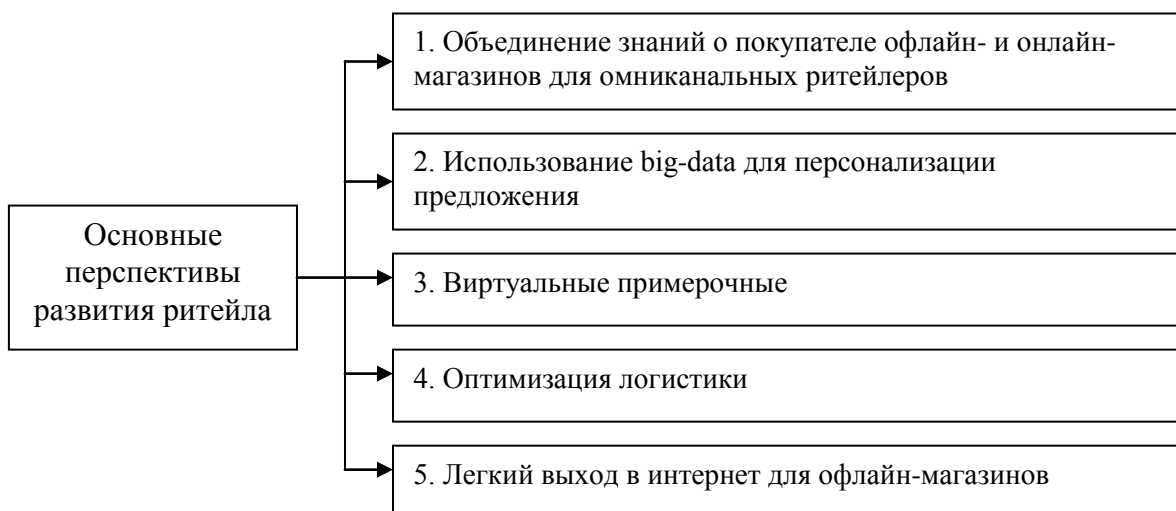 Основные
перспективы
развития ритейла
1. Объединение знаний о покупателе офлайн- и онлайн-
магазинов для омниканальных ритейлеров
2. Использование big-data для персонализации
предложения
3. Виртуальные примерочные
4. Оптимизация логистики
5. Легкий выход в интернет для офлайн-магазинов